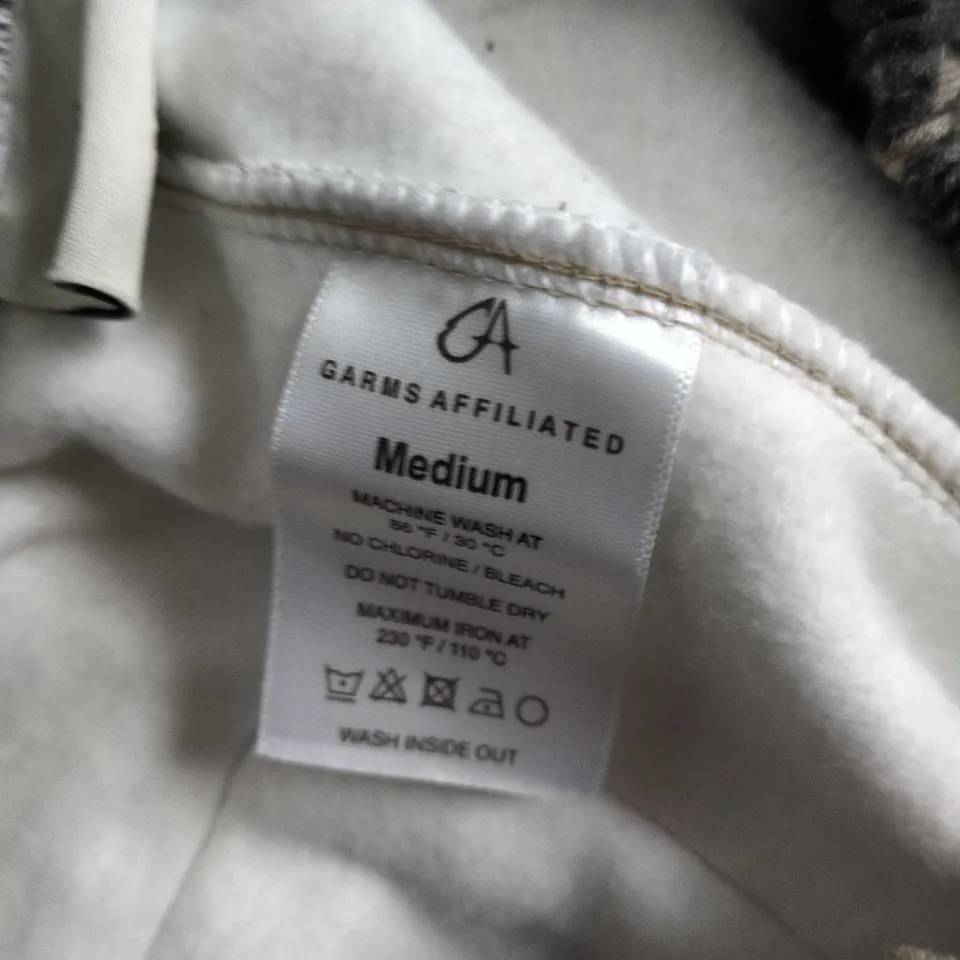 GA
GARMS AFFILIATED
Medium
MACHINE WASH AT
86 °F / 30 °C
NO CHLORINE / BLEACH
DO NOT TUMBLE DRY
MAXIMUM IRON AT
230 °F / 110 °C
WASH INSIDE OUT